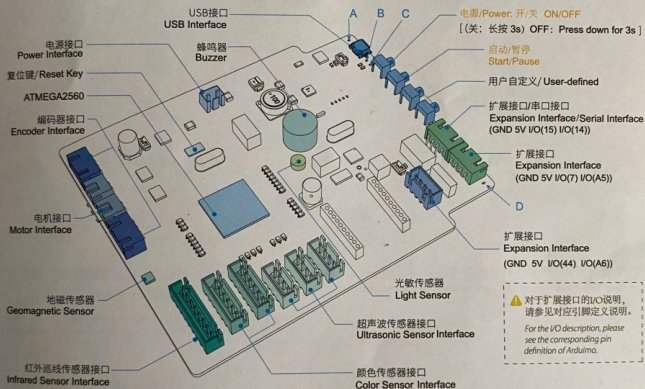 USB接口
USB Interface
A
B
C
电源/Power: 开/关 ON/OFF
[(关：长按 3s) OFF: Press down for 3s ]
启动/暂停
Start/Pause
用户自定义/ User-defined
扩展接口/串口接口
Expansion Interface/Serial Interface
(GND 5V I/O(15) I/O(14))
扩展接口
Expansion Interface
(GND 5V I/O(7) I/O(A5))
D
扩展接口
Expansion Interface
(GND 5V I/O(44) I/O(A6))
对于扩展接口的I/O说明，
请参见对应引脚定义说明。
For the I/O description, please
see the corresponding pin
definition of Arduimo.
电源接口
Power Interface
蜂鸣器
Buzzer
复位键/ Reset Key
ATMEGA2560
编码器接口
Encoder Interface
100
电机接口
Motor Interface
地磁传感器
Geomagnetic Sensor
红外巡线传感器接口
Infrared Sensor Interface
光敏传感器
Light Sensor
超声波传感器接口
Ultrasonic Sensor Interface
颜色传感器接口
Color Sensor Interface